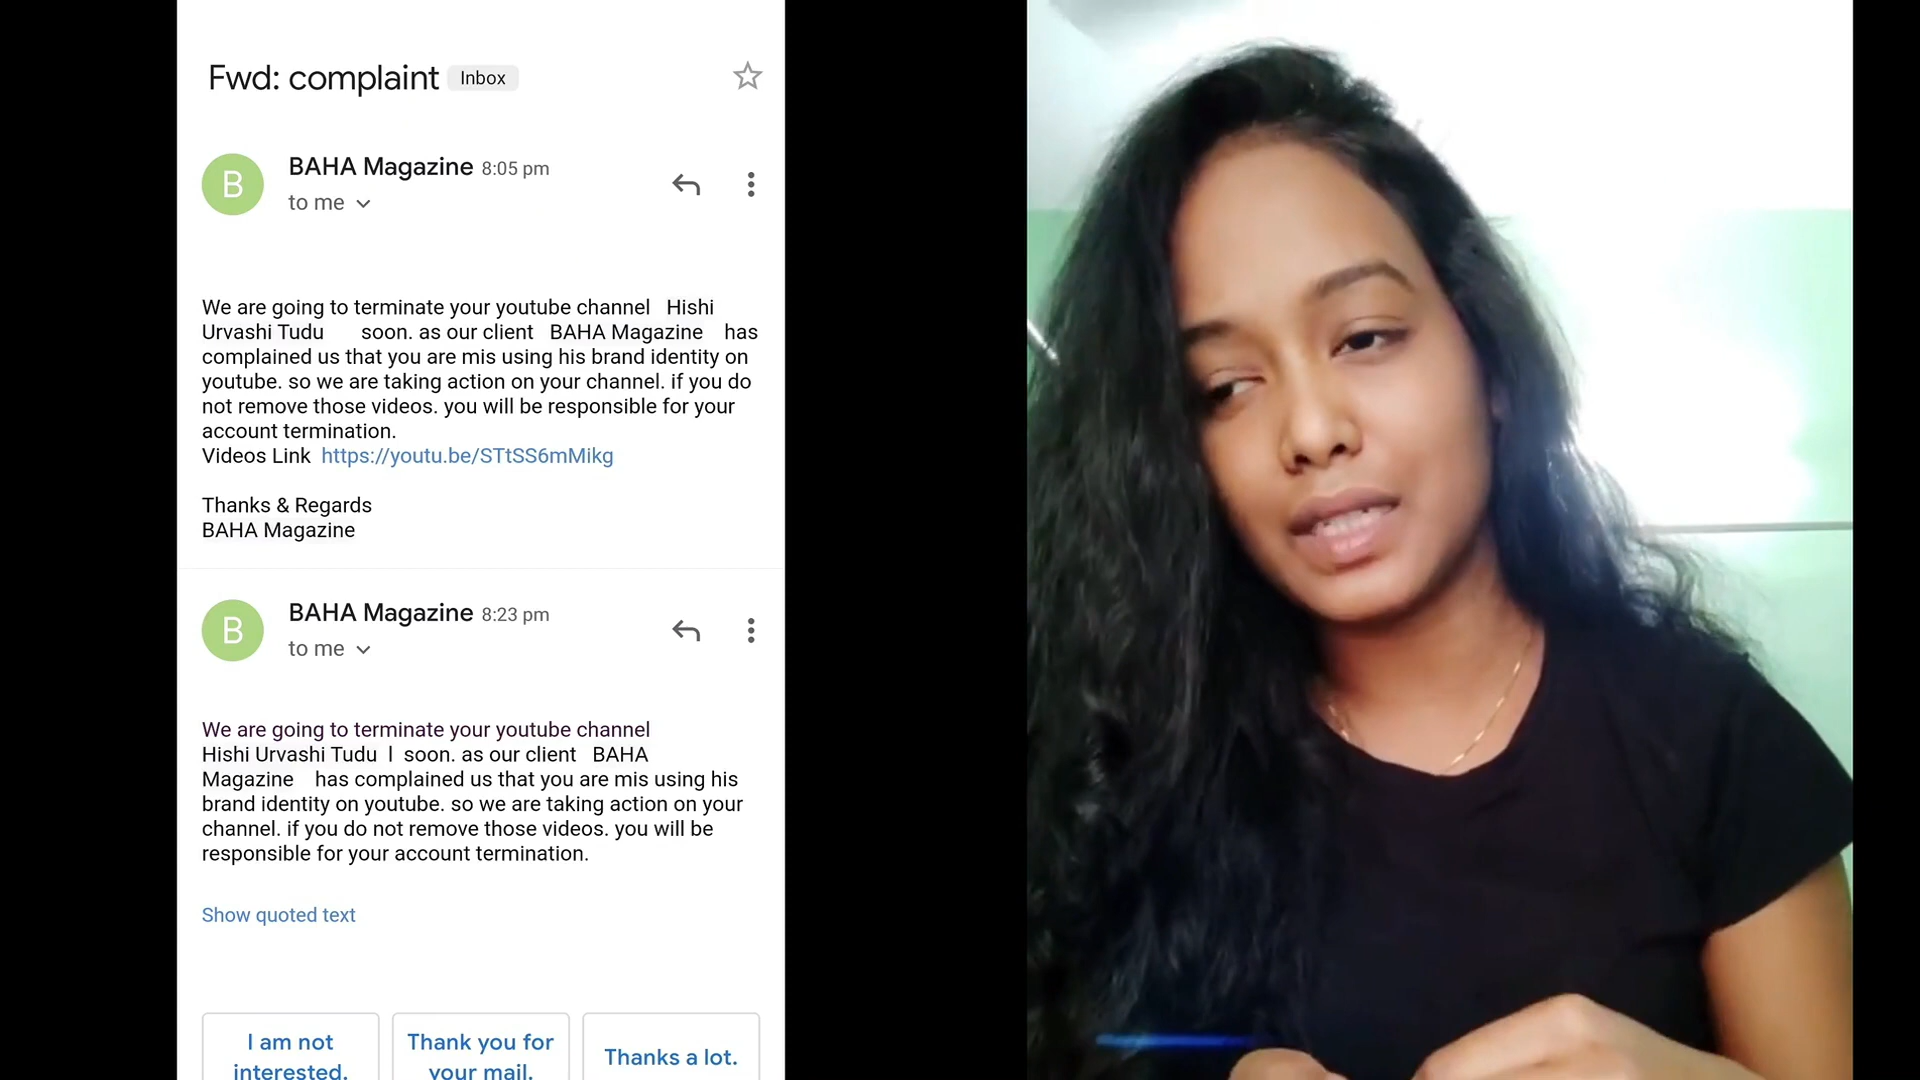 Fwd: complaint Inbox
B
BAHA Magazine 8:05 pm
to me
We are going to terminate your youtube channel Hishi
Urvashi Tudu soon. as our client BAHA Magazine has
complained us that you are mis using his brand identity on
youtube. so we are taking action on your channel. if you do
not remove those videos. you will be responsible for your
account termination.
Videos Link https://youtu.be/STtSS6mMikg
Thanks & Regards
BAHA Magazine
B
BAHA Magazine 8:23 pm
to me
We are going to terminate your youtube channel
Hishi Urvashi Tudu l soon. as our client BAHA
Magazine has complained us that you are mis using his
brand identity on youtube. so we are taking action on your
channel. if you do not remove those videos. you will be
responsible for your account termination.
Show quoted text
I am not
interested.
Thank you for
your mail.
Thanks a lot.